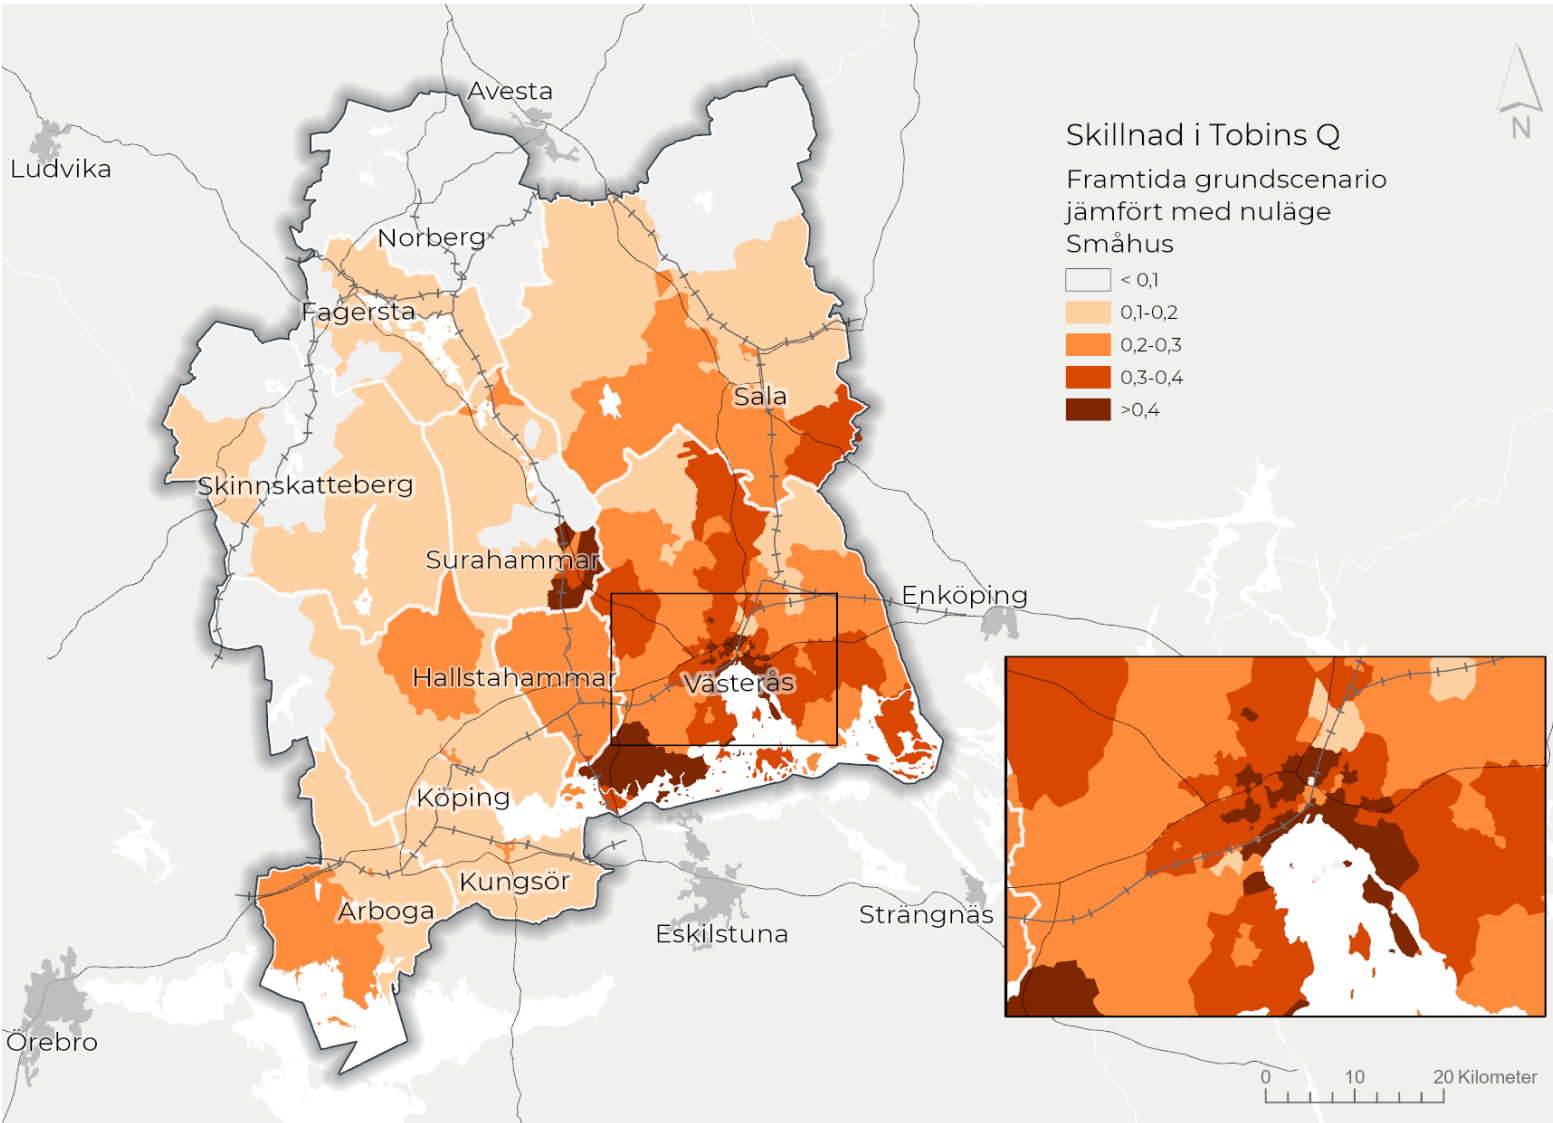 Avesta
Ludvika
Norberg
Fagersta
Sala
Skinnskatteberg
Surahammar
Enköping
Hallstahammar
Västerås
Köping
Kungsör
Arboga
Strängnäs
Eskilstuna
Örebro
Skillnad i Tobins Q
Framtida grundscenario
jämfört med nuläge
Småhus
< 0,1
0,1-0,2
0,2-0,3
0,3-0,4
>0,4
N
0 10 20 Kilometer